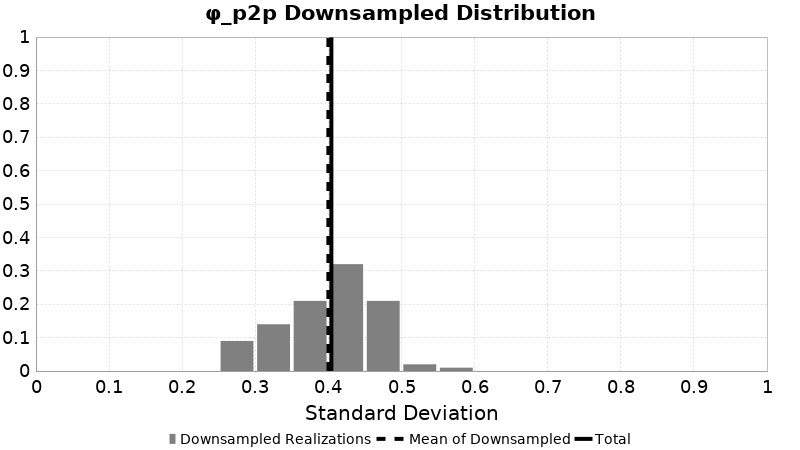 φ_p2p Downsampled Distribution
1
0.9
0.8
0.7
0.6
0.5
0.4
0.3
0.2
0.1
0
0 0.1 0.2 0.3 0.4 0.5 0.6 0.7 0.8 0.9 1
Standard Deviation
Downsampled Realizations Mean of Downsampled Total